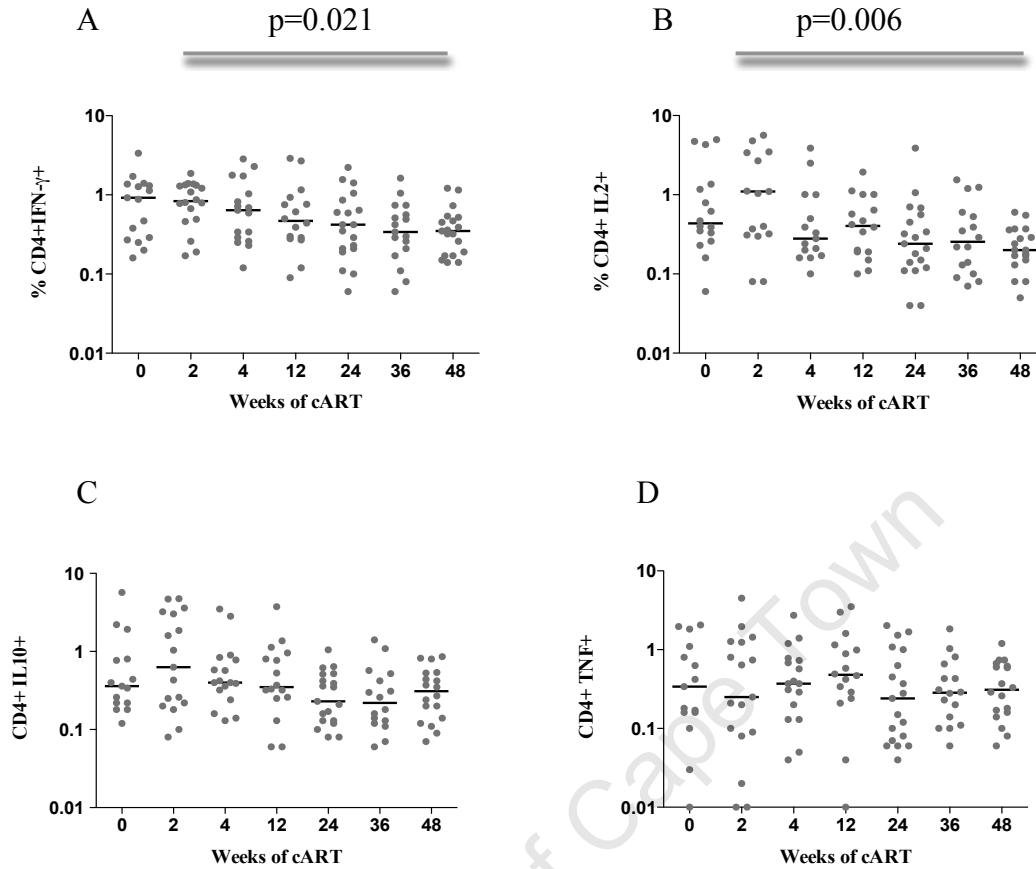 A
p=0.021
% CD4+IFN-γ+
10
1
0.1
0.01
0 2 4 12 24 36 48
Weeks of cART
B
p=0.006
% CD4+ IL2+
10
1
0.1
0.01
0 2 4 12 24 36 48
Weeks of cART
C
CD4+ IL10+
10
1
0.1
0.01
0 2 4 12 24 36 48
Weeks of cART
D
CD4+ TNF+
10
1
0.1
0.01
0 2 4 12 24 36 48
Weeks of cART
of Cape Town